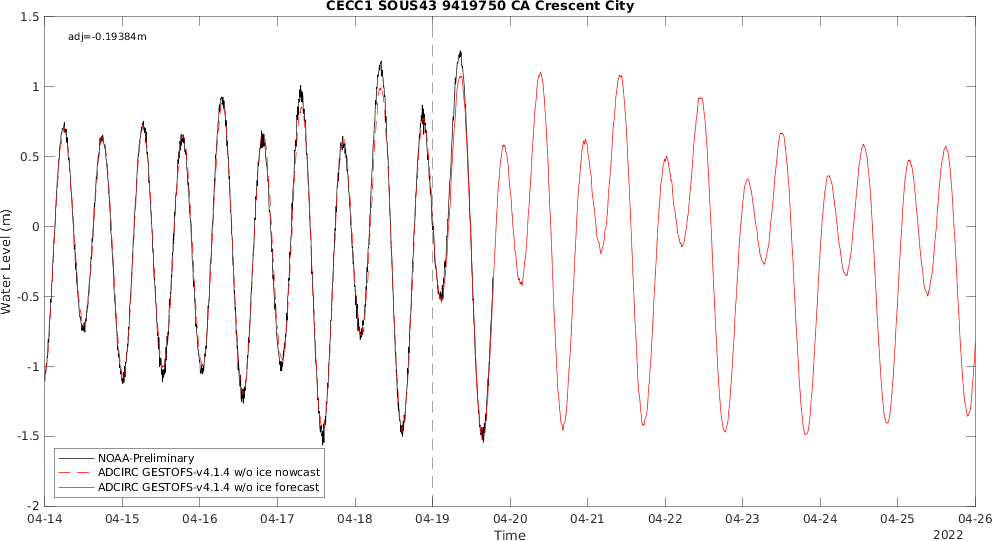 CECC1 SOUS43 9419750 CA Crescent City
adj=-0.19384m
1.5
1
0.5
0
-0.5
-1
-1.5
-2
Water Level (m)
NOAA-Preliminary
ADCIRC GESTOFS-v4.1.4 w/o ice nowcast
ADCIRC GESTOFS-v4.1.4 w/o ice forecast
04-14 04-15 04-16 04-17 04-18 04-19 04-20 04-21 04-22 04-23 04-24 04-25 04-26
Time
2022